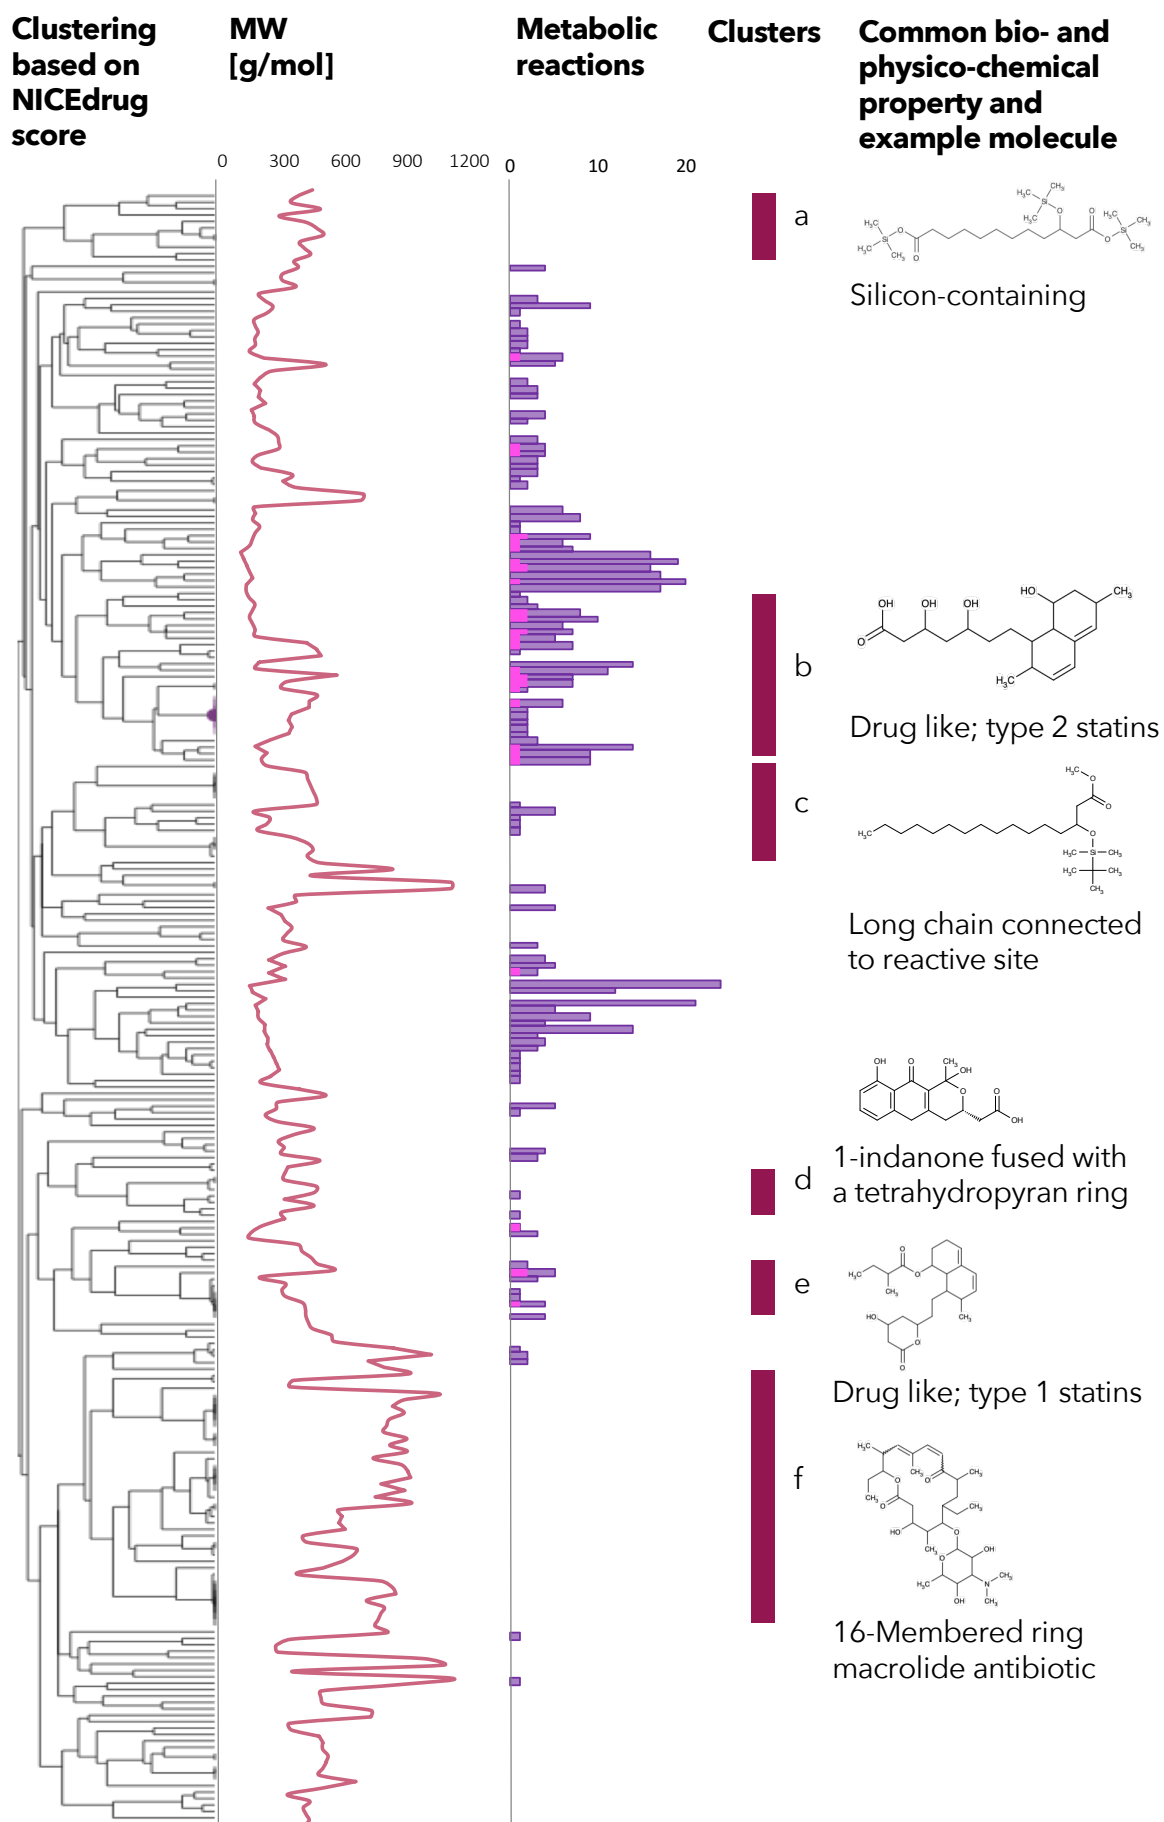 Clustering
based on
NICEdrug
score
MW
[g/mol]
Metabolic
reactions
Clusters
Common bio- and
physico-chemical
property and
example molecule
0 300 600 900 1200
0 10 20
a
Silicon-containing
b
Drug like; type 2 statins
c
Long chain connected
to reactive site
d
1-indanone fused with
a tetrahydropyran ring
e
Drug like; type 1 statins
f
16-Membered ring
macrolide antibiotic